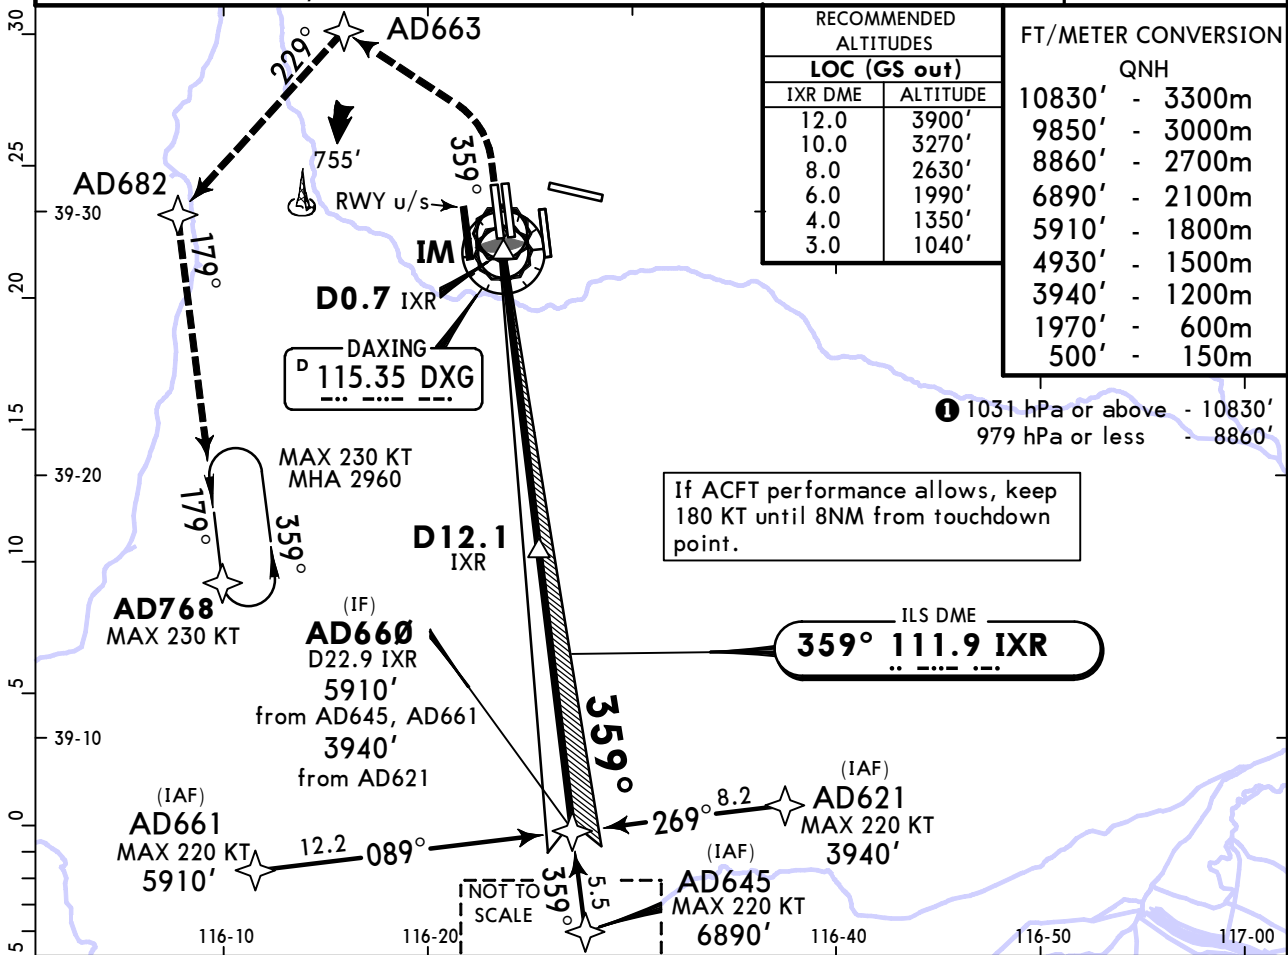 RECOMMENDED
ALTITUDES
LOC (GS out)
IXR DME ALTITUDE
12.0 3900'
10.0 3270'
8.0 2630'
6.0 1990'
4.0 1350'
3.0 1040'
FT/METER CONVERSION
QNH
10830' - 3300m
9850' - 3000m
8860' - 2700m
6890' - 2100m
5910' - 1800m
4930' - 1500m
3940' - 1200m
1970' - 600m
500' - 150m
❶ 1031 hPa or above - 10830'
979 hPa or less - 8860'
30
25
20
15
10
5
0
5
39-30
39-20
39-10
AD663
229°
755'
359°
AD682
RWY u/s
179°
IM
D0.7 IXR
DAXING
D 115.35 DXG
MAX 230 KT
MHA 2960
179°
359°
AD768
MAX 230 KT
D12.1
IXR
If ACFT performance allows, keep
180 KT until 8NM from touchdown
point.
(IF)
AD66Ø
D22.9 IXR
5910'
from AD645, AD661
3940'
from AD621
ILS DME
359° 111.9 IXR
359°
(IAF)
AD661
MAX 220 KT
5910'
12.2 089°
269° 8.2
(IAF)
AD621
MAX 220 KT
3940'
NOT TO
SCALE
359°
5.5
(IAF)
AD645
MAX 220 KT
6890'
116-10
116-20
116-40
116-50
117-00